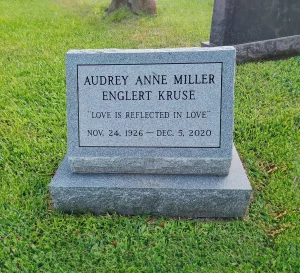 AUDREY ANNE MILLER
ENGLERT KRUSE
"LOVE IS REFLECTED IN LOVE"
NOV. 24, 1926 — DEC. 5, 2020